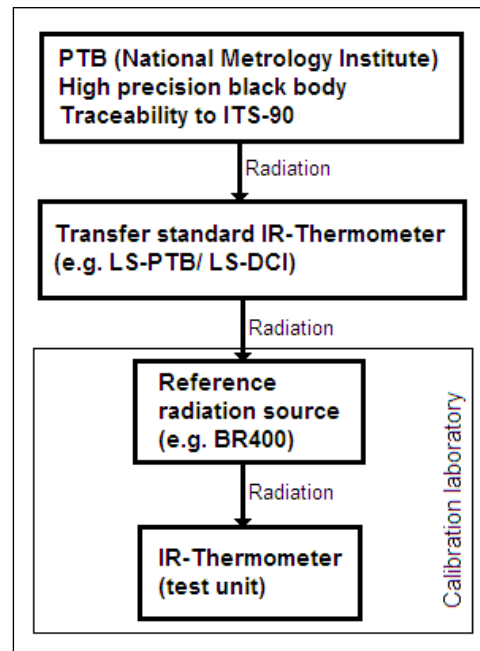 PTB (National Metrology Institute)
High precision black body
Traceability to ITS-90
Radiation
Transfer standard IR-Thermometer
(e.g. LS-PTB/ LS-DCI)
Radiation
Reference
radiation source
(e.g. BR400)
Radiation
IR-Thermometer
(test unit)
Calibration laboratory